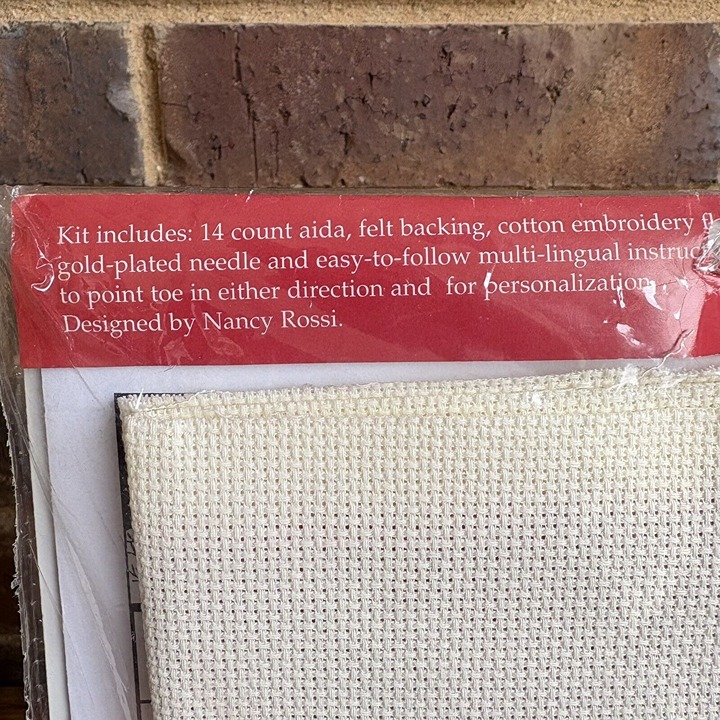 Kit includes: 14 count aida, felt backing, cotton embroidery
gold-plated needle and easy-to-follow multi-lingual
to point toe in either direction and for personalization.
Designed by Nancy Rossi.